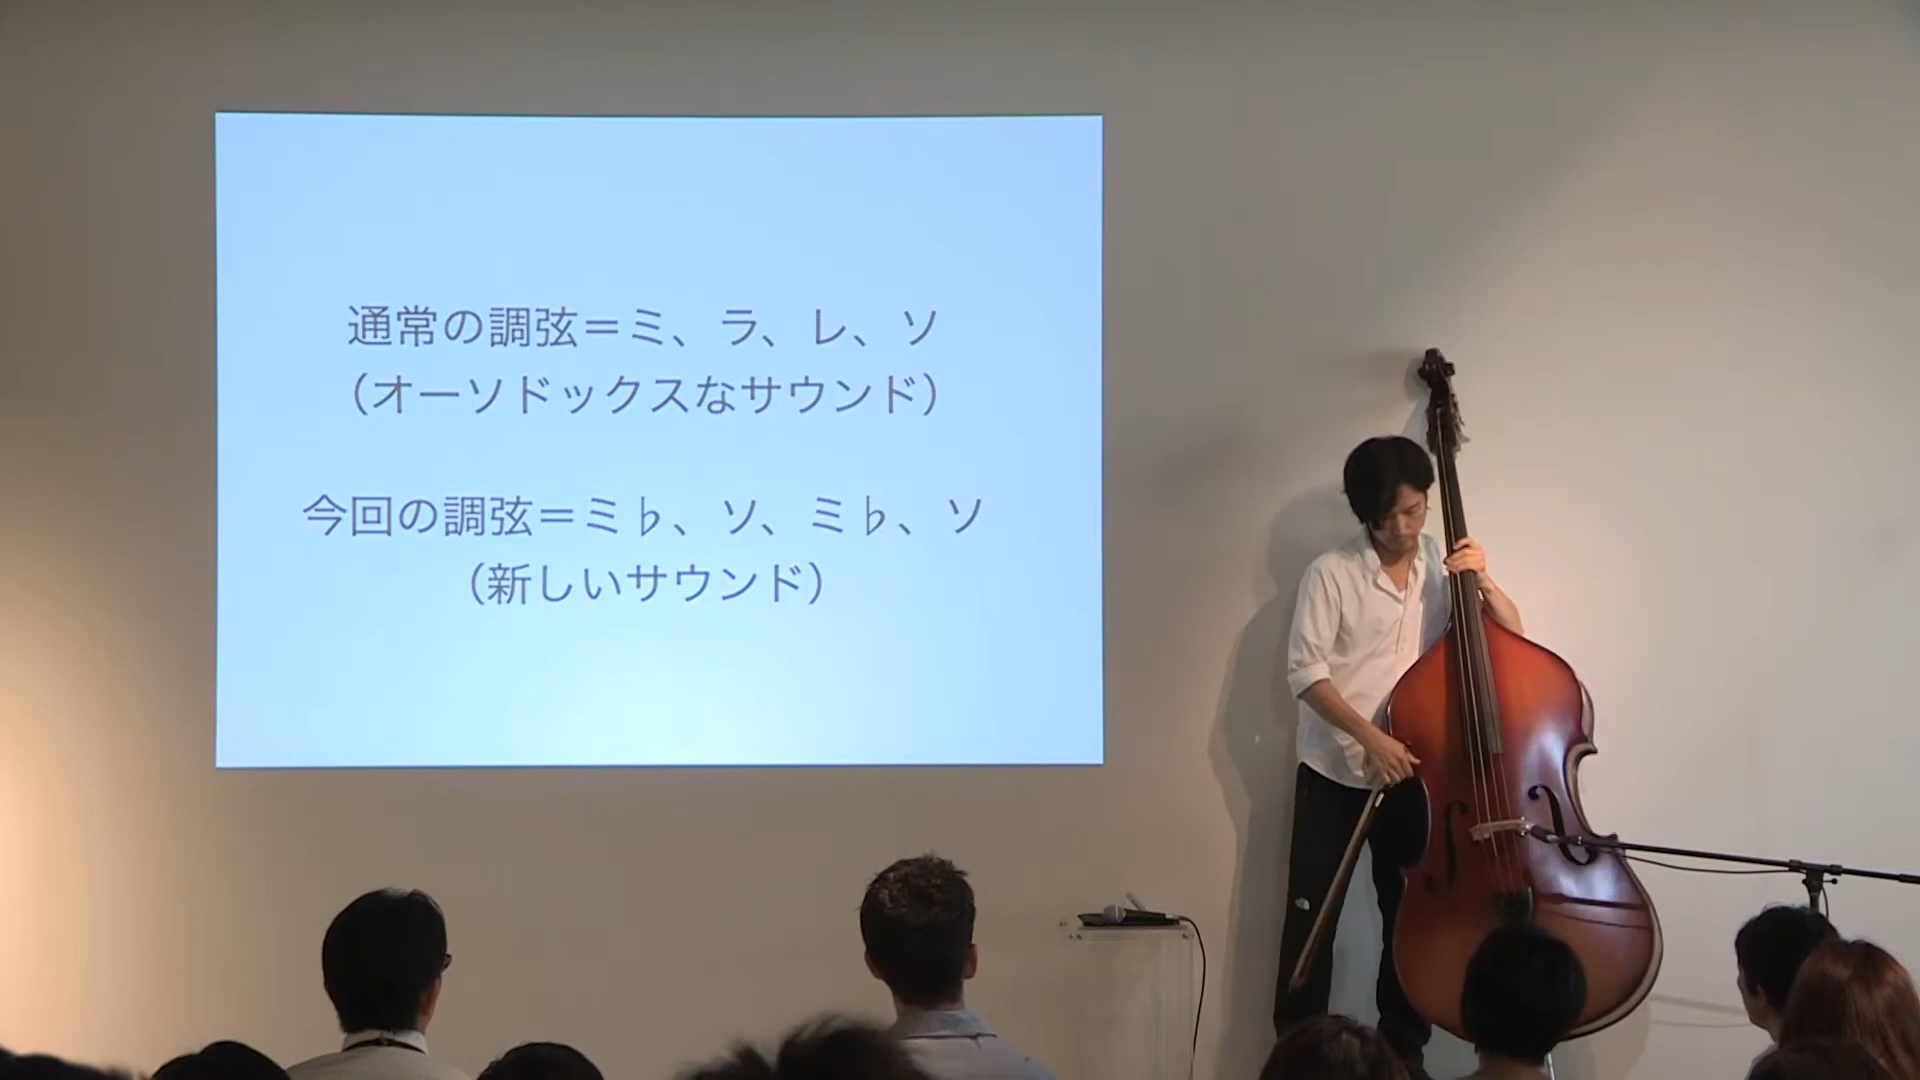 通常の調弦＝ミ、ラ、レ、ソ
（オーソドックスなサウンド）
今回の調弦＝ミ♭、ソ、ミ♭、ソ
（新しいサウンド）